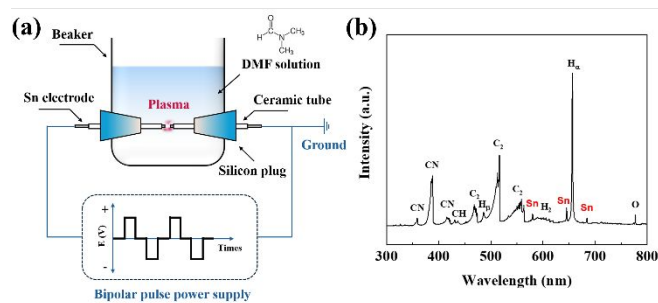 (a)
Beaker
O
H
C
N
CH₃
CH₃
DMF solution
Sn electrode
Plasma
Ceramic tube
Ground
Silicon plug
+
E (V)
-
Times
Bipolar pulse power supply
(b)
Intensity (a.u.)
CN
CN
CN
CH
C₂
Hβ
C₂
C₂
Sn
H₂
Sn
Hα
Sn
O
300 400 500 600 700 800
Wavelength (nm)